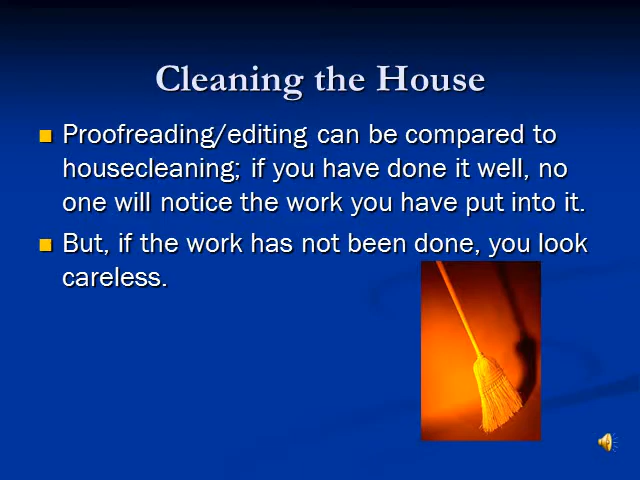 Cleaning the House
Proofreading/editing can be compared to
housecleaning; if you have done it well, no
one will notice the work you have put into it.
But, if the work has not been done, you look
careless.